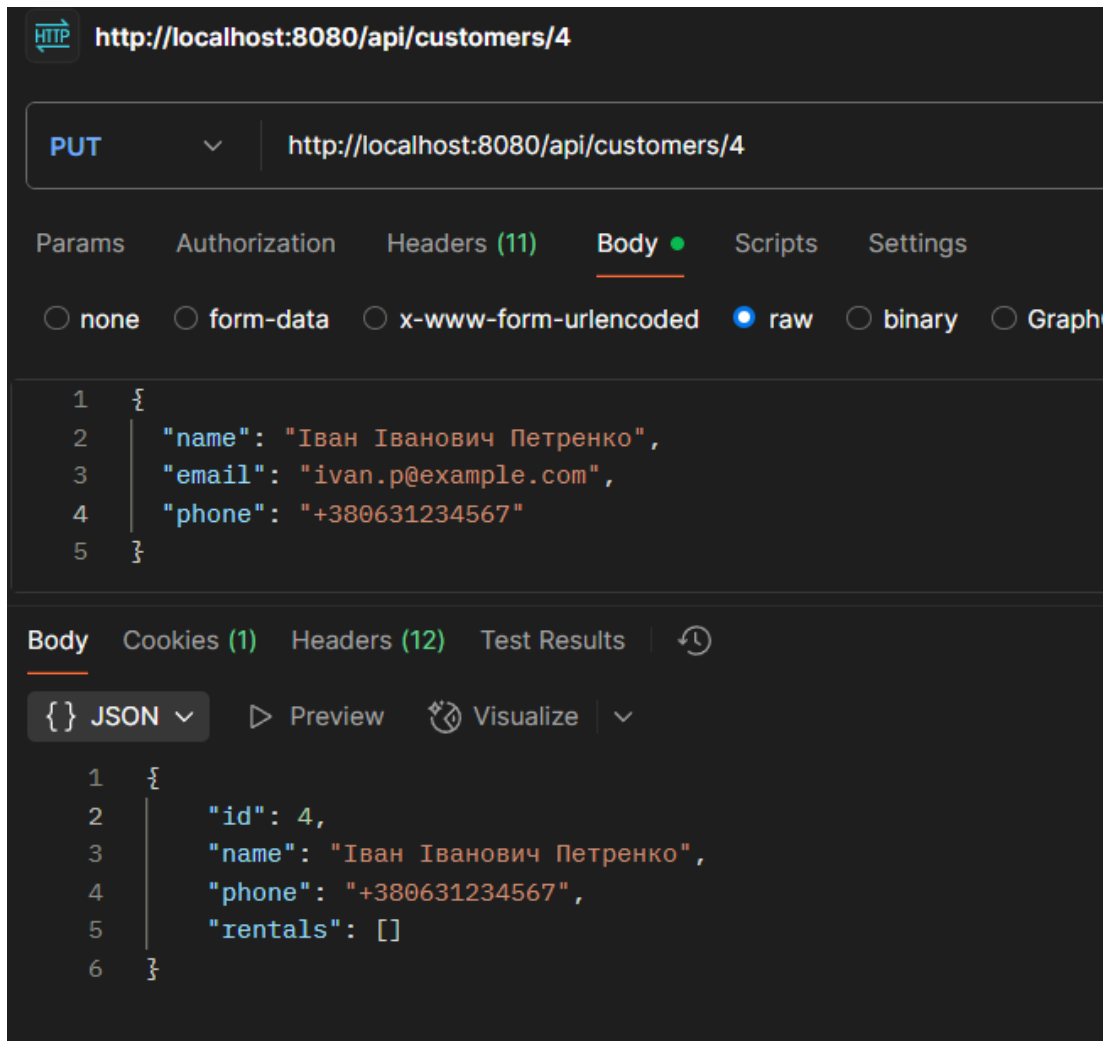 HTTP http://localhost:8080/api/customers/4
PUT http://localhost:8080/api/customers/4
Params Authorization Headers (11) Body Scripts Settings
none form-data x-www-form-urlencoded raw binary Graph
1 {
2 "name": "Іван Іванович Петренко",
3 "email": "ivan.p@example.com",
4 "phone": "+380631234567"
5 }
Body Cookies (1) Headers (12) Test Results
{} JSON Preview Visualize
1 {
2 "id": 4,
3 "name": "Іван Іванович Петренко",
4 "phone": "+380631234567",
5 "rentals": []
6 }